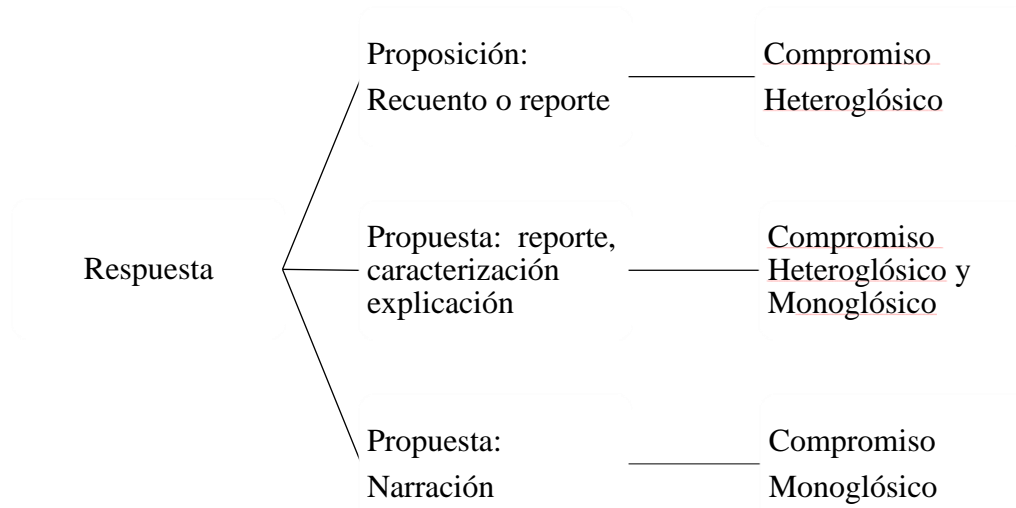 Proposición:
Recuento o reporte
Compromiso
Heteroglósico
Respuesta
Propuesta: reporte,
caracterización
explicación
Compromiso
Heteroglósico y
Monoglósico
Propuesta:
Narración
Compromiso
Monoglósico